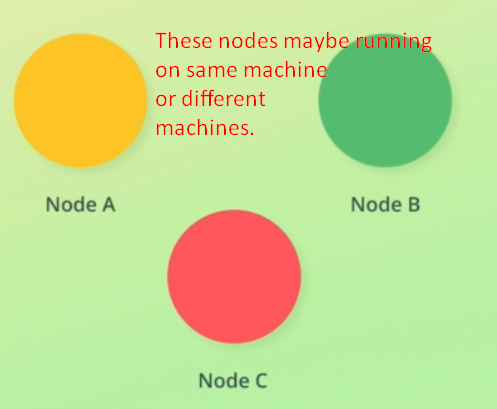 These nodes maybe running
on same machine
or different
machines.
Node A
Node B
Node C